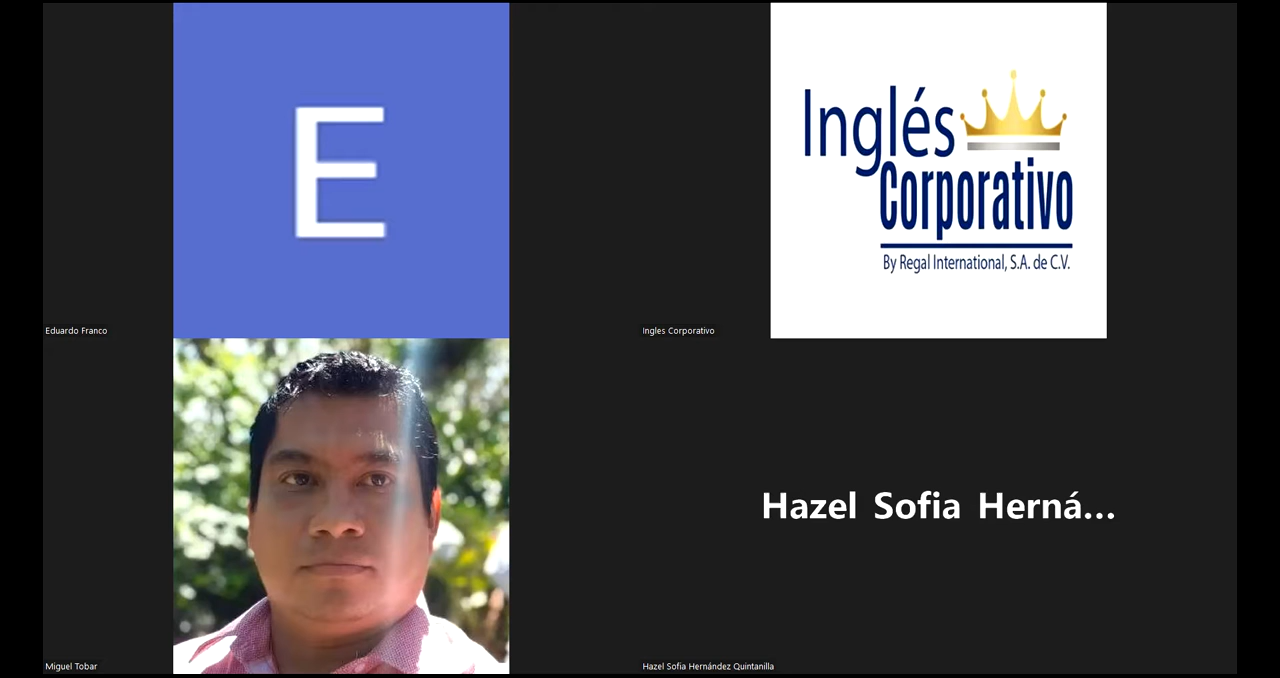 E
Eduardo Franco
Inglés
Corporativo
By Regal International, S.A. de C.V.
Ingles Corporativo
Miguel Tobar
Hazel Sofia Herná...
Hazel Sofia Hernández Quintanilla